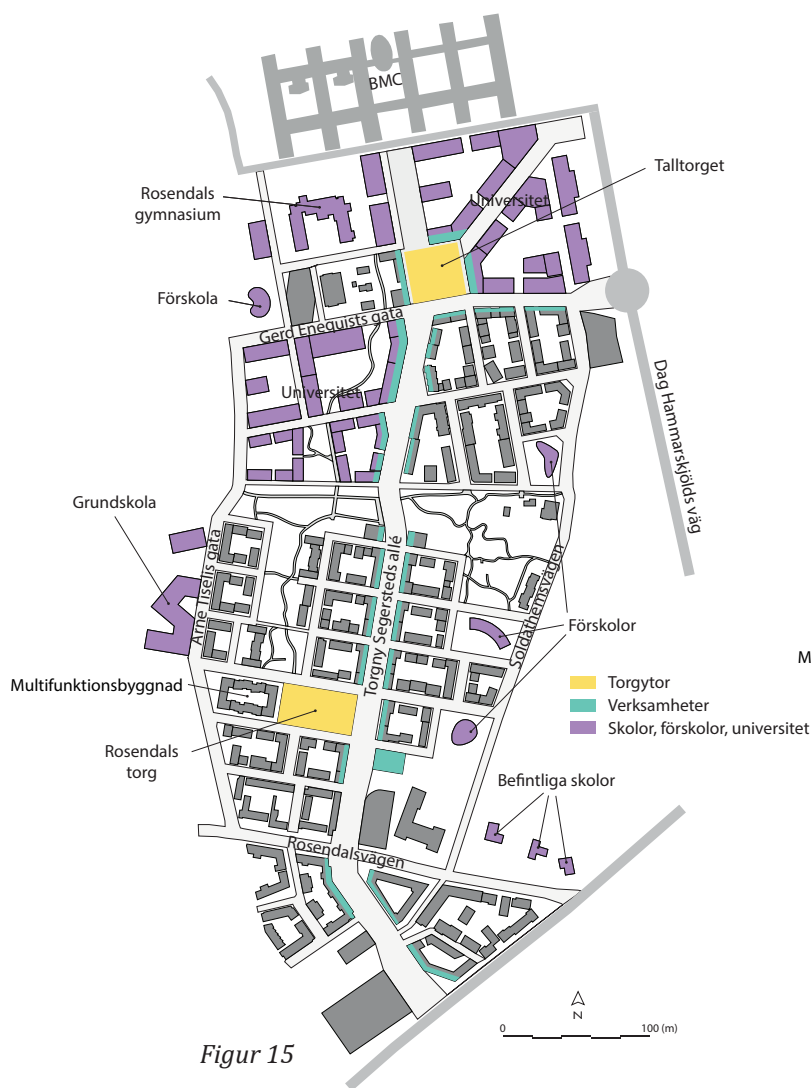 BMC
Talltorget
Universitet
Rosendals
gymnasium
Förskola
Gerd Enequists gata
Universitet
Dag Hammarskjölds väg
Grundskola
Arne Tiselis gata
Torgny Segersteds allé
Soldathemsvägen
Förskolor
M
Multifunktionsbyggnad
Torgytor
Verksamheter
Skolor, förskolor, universitet
Rosendals
torg
Befintliga skolor
Rosendalsvägen
N
0 100 (m)
Figur 15